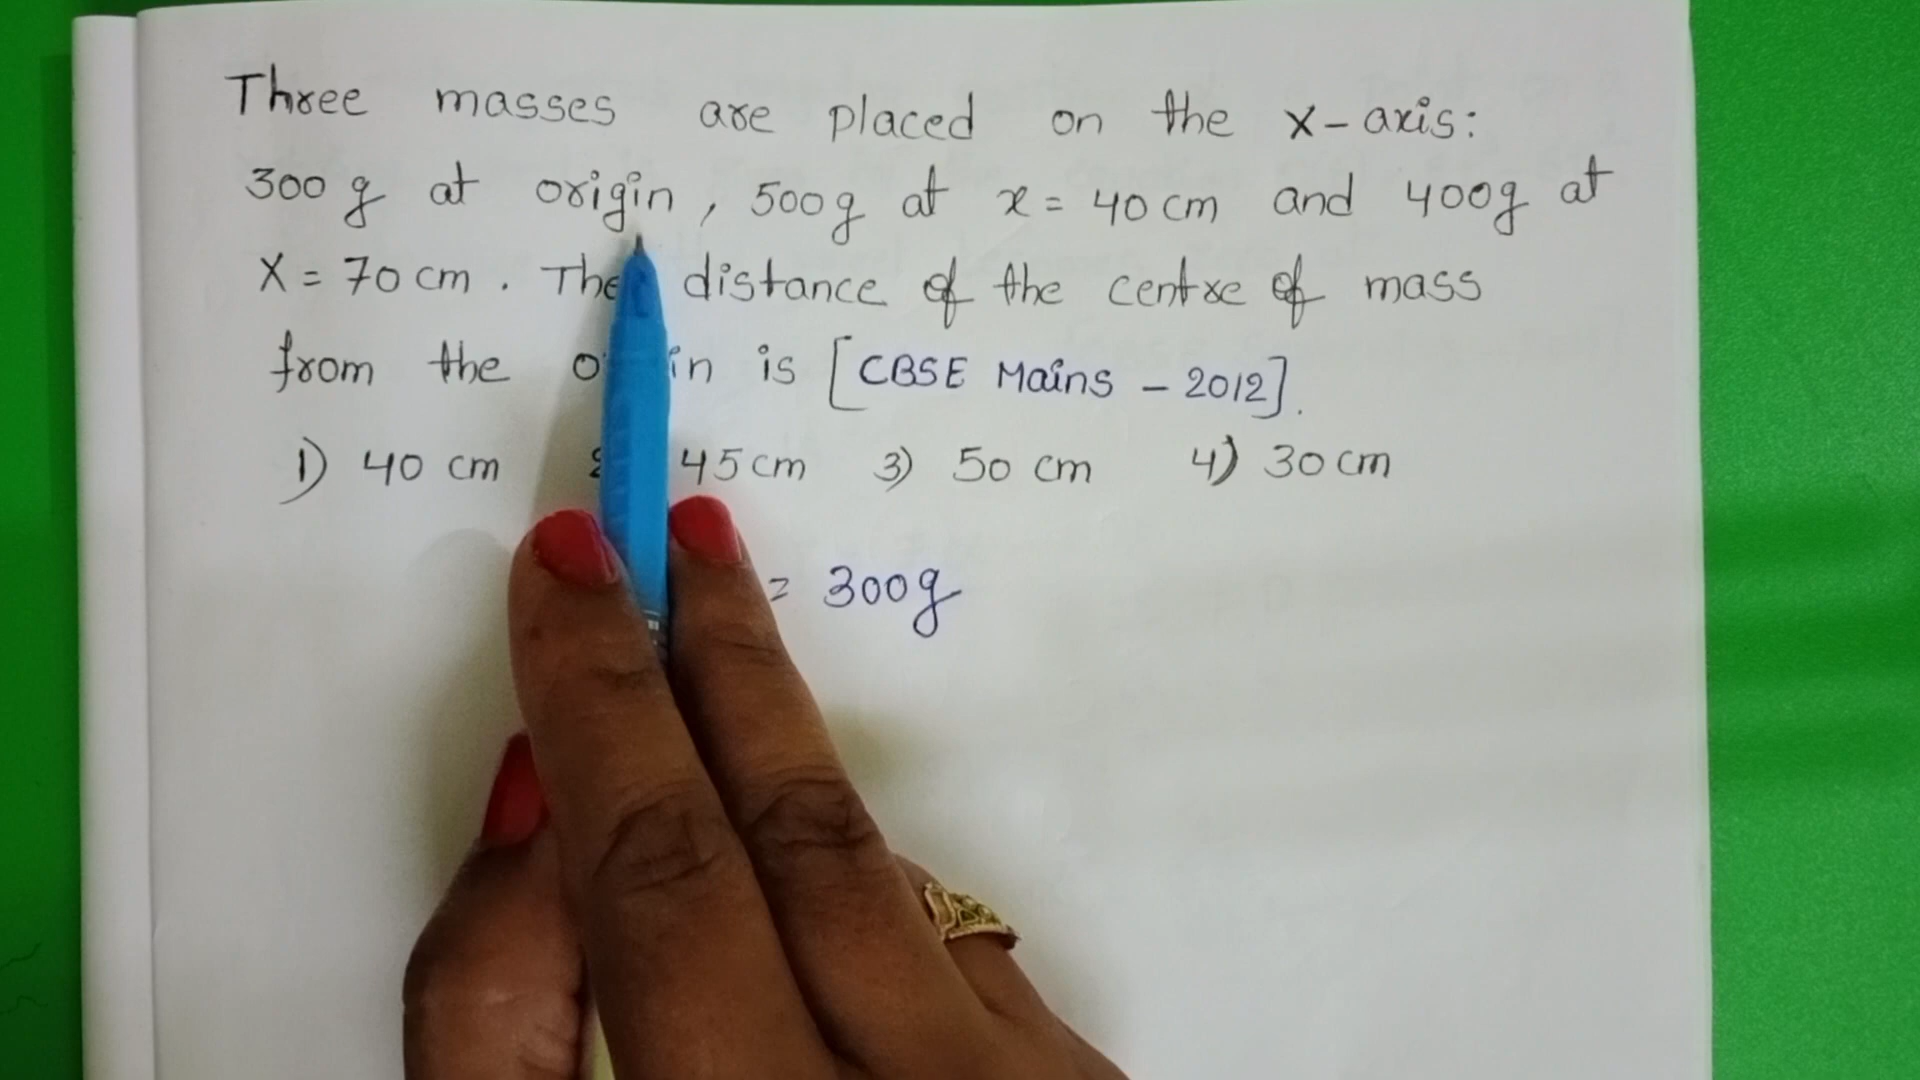 Three masses are placed on the x-axis:
300 g at origin, 500g at x = 40 cm and 400g at
X = 70 cm. The distance of the centre of mass
from the is [CBSE Mains - 2012].
1) 40 cm 45 cm 3) 50 cm 4) 30 cm
= 300g